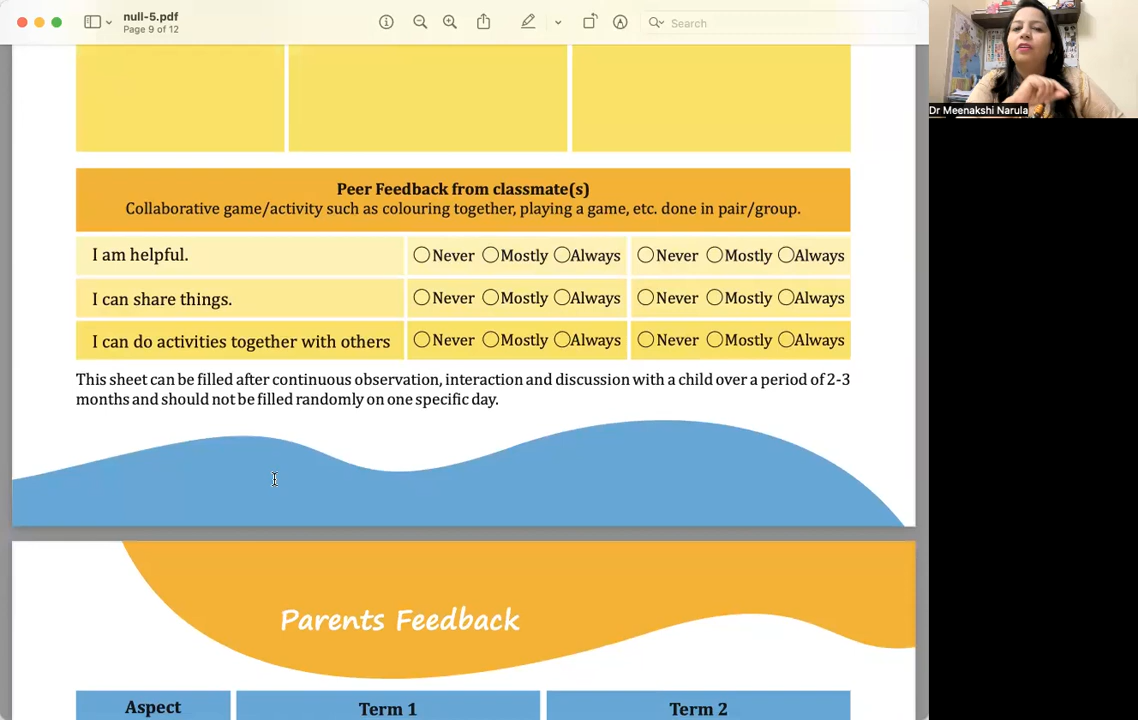 null-5.pdf
Page 9 of 12
Search
Dr Meenakshi Narula
Peer Feedback from classmate(s)
Collaborative game/activity such as colouring together, playing a game, etc. done in pair/group.
I am helpful. Never Mostly Always Never Mostly Always
I can share things. Never Mostly Always Never Mostly Always
I can do activities together with others Never Mostly Always Never Mostly Always
This sheet can be filled after continuous observation, interaction and discussion with a child over a period of 2-3
months and should not be filled randomly on one specific day.
Parents Feedback
Aspect Term 1 Term 2